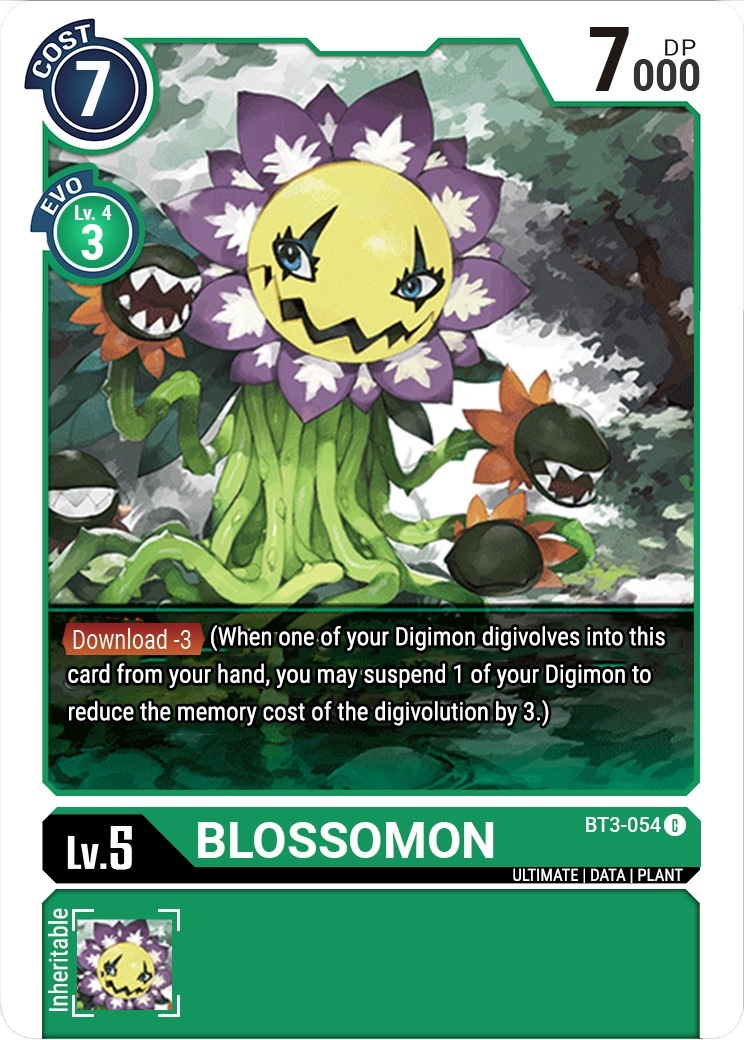 COST
7
7000 DP
EVO
Lv. 4
3
Download -3 (When one of your Digimon digivolves into this
card from your hand, you may suspend 1 of your Digimon to
reduce the memory cost of the digivolution by 3.)
Lv.5
BLOSSOMON
BT3-054 C
ULTIMATE | DATA | PLANT
Inheritable